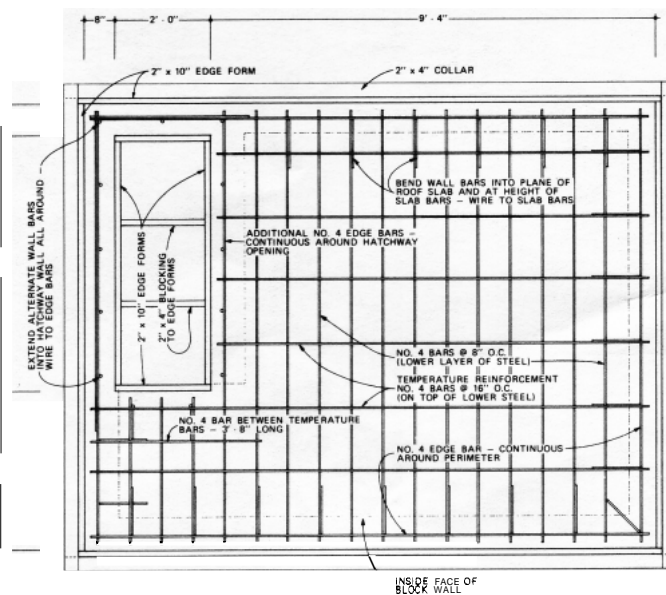 8"
2' - 0"
9' - 4"
2" x 10" EDGE FORM
2" x 4" COLLAR
BEND WALL BARS INTO PLANE OF
ROOF SLAB AND AT HEIGHT OF
SLAB BARS – WIRE TO SLAB BARS
ADDITIONAL NO. 4 EDGE BARS –
CONTINUOUS AROUND HATCHWAY
OPENING
EXTEND ALTERNATE WALL BARS
INTO HATCHWAY WALL ALL AROUND –
WIRE TO EDGE BARS
2" x 10" EDGE FORMS
2" x 4" BLOCKING
TO EDGE FORMS
NO. 4 BARS @ 8" O.C.
(LOWER LAYER OF STEEL)
TEMPERATURE REINFORCEMENT
NO. 4 BARS @ 16" O.C.
(ON TOP OF LOWER STEEL)
NO. 4 BAR BETWEEN TEMPERATURE
BARS – 3' - 8" LONG
NO. 4 EDGE BAR – CONTINUOUS
AROUND PERIMETER
INSIDE FACE OF
BLOCK WALL